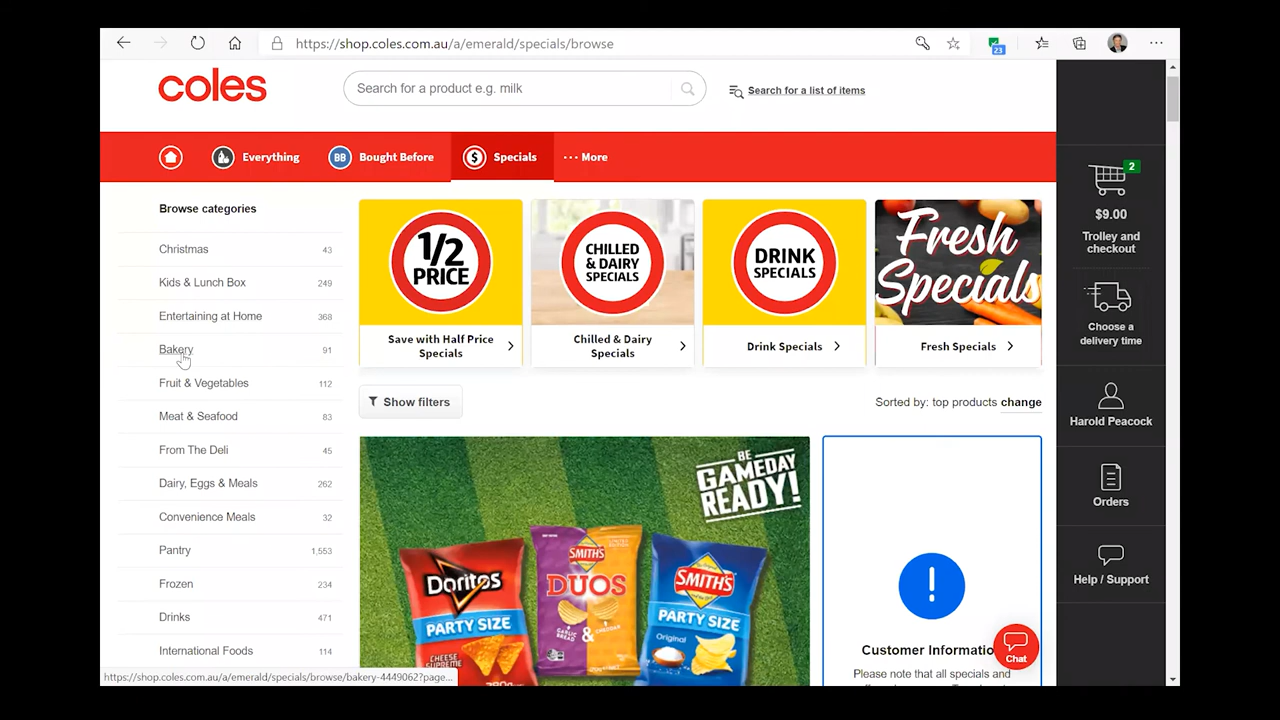 https://shop.coles.com.au/a/emerald/specials/browse
23
coles
Search for a product e.g. milk
Search for a list of items
Everything
BB
Bought Before
$
Specials
··· More
2
$9.00
Trolley and
checkout
Choose a
delivery time
Harold Peacock
Orders
Help / Support
Browse categories
Christmas 43
Kids & Lunch Box 249
Entertaining at Home 368
Bakery 91
Fruit & Vegetables 112
Meat & Seafood 83
From The Deli 45
Dairy, Eggs & Meals 262
Convenience Meals 32
Pantry 1,553
Frozen 234
Drinks 471
International Foods 114
1/2
PRICE
Save with Half Price
Specials
CHILLED
& DAIRY
SPECIALS
Chilled & Dairy
Specials
DRINK
SPECIALS
Drink Specials
Fresh
Specials
Fresh Specials
Show filters
Sorted by: top products change
BE
GAMEDAY
READY!
Doritos
PARTY SIZE
CHEESE
SUPREME
380g
SMITH'S
DUOS
GARLIC
BREAD
&
CHEDDAR
SMITH'S
PARTY SIZE
Original
!
Customer Informatio
Please note that all specials and
Chat
https://shop.coles.com.au/a/emerald/specials/browse/bakery-4449062?page...